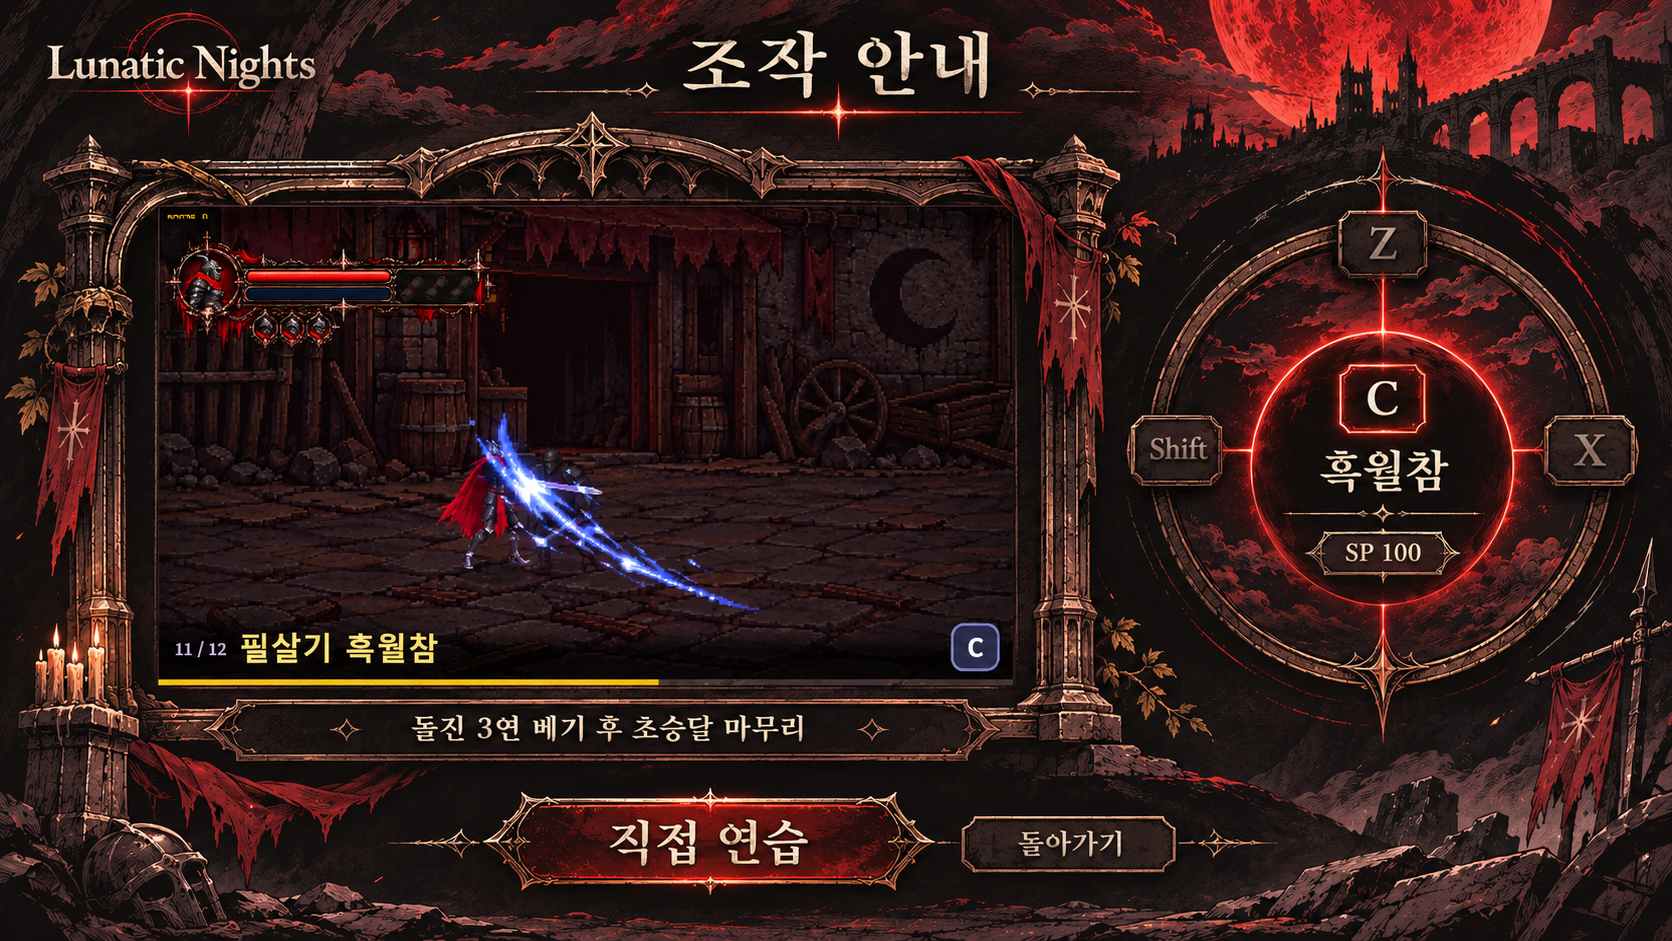 Lunatic Nights
조작 안내
Z
Shift
C
X
흑월참
SP 100
11 / 12 필살기 흑월참
C
돌진 3연 베기 후 초승달 마무리
직접 연습
돌아가기